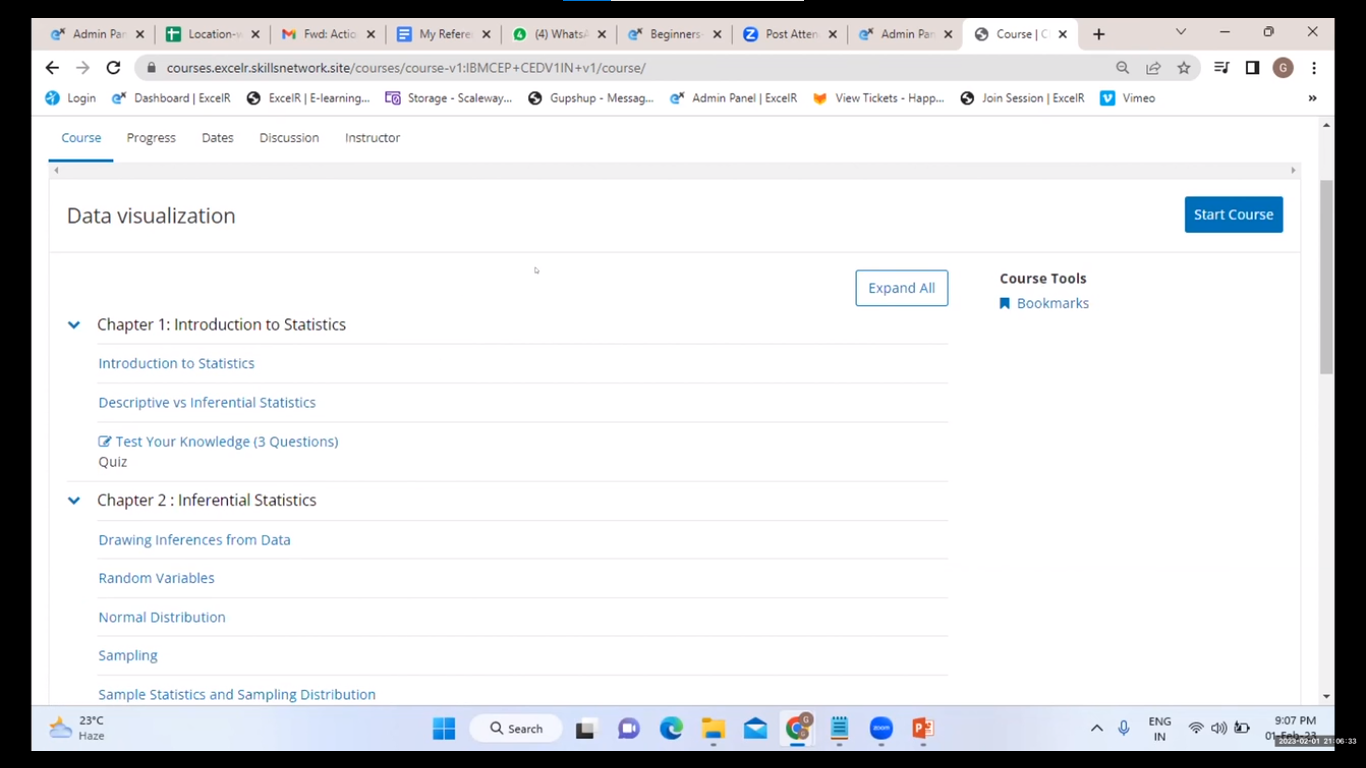 Admin Pan
Location-w
Fwd: Actio
My Refere
(4) WhatsA
Beginners-
Post Atten
Admin Pan
Course | C
courses.excelr.skillsnetwork.site/courses/course-v1:IBMCEP+CEDV1IN+v1/course/
G
Login
Dashboard | ExcelR
ExcelR | E-learning...
Storage - Scaleway...
Gupshup - Messag...
Admin Panel | ExcelR
View Tickets - Happ...
Join Session | ExcelR
Vimeo
»
Course
Progress
Dates
Discussion
Instructor
Data visualization
Start Course
Expand All
Course Tools
Bookmarks
Chapter 1: Introduction to Statistics
Introduction to Statistics
Descriptive vs Inferential Statistics
Test Your Knowledge (3 Questions)
Quiz
Chapter 2 : Inferential Statistics
Drawing Inferences from Data
Random Variables
Normal Distribution
Sampling
Sample Statistics and Sampling Distribution
23°C
Haze
Search
ENG
IN
9:07 PM
01-Feb-23
2023-02-01 21:06:33